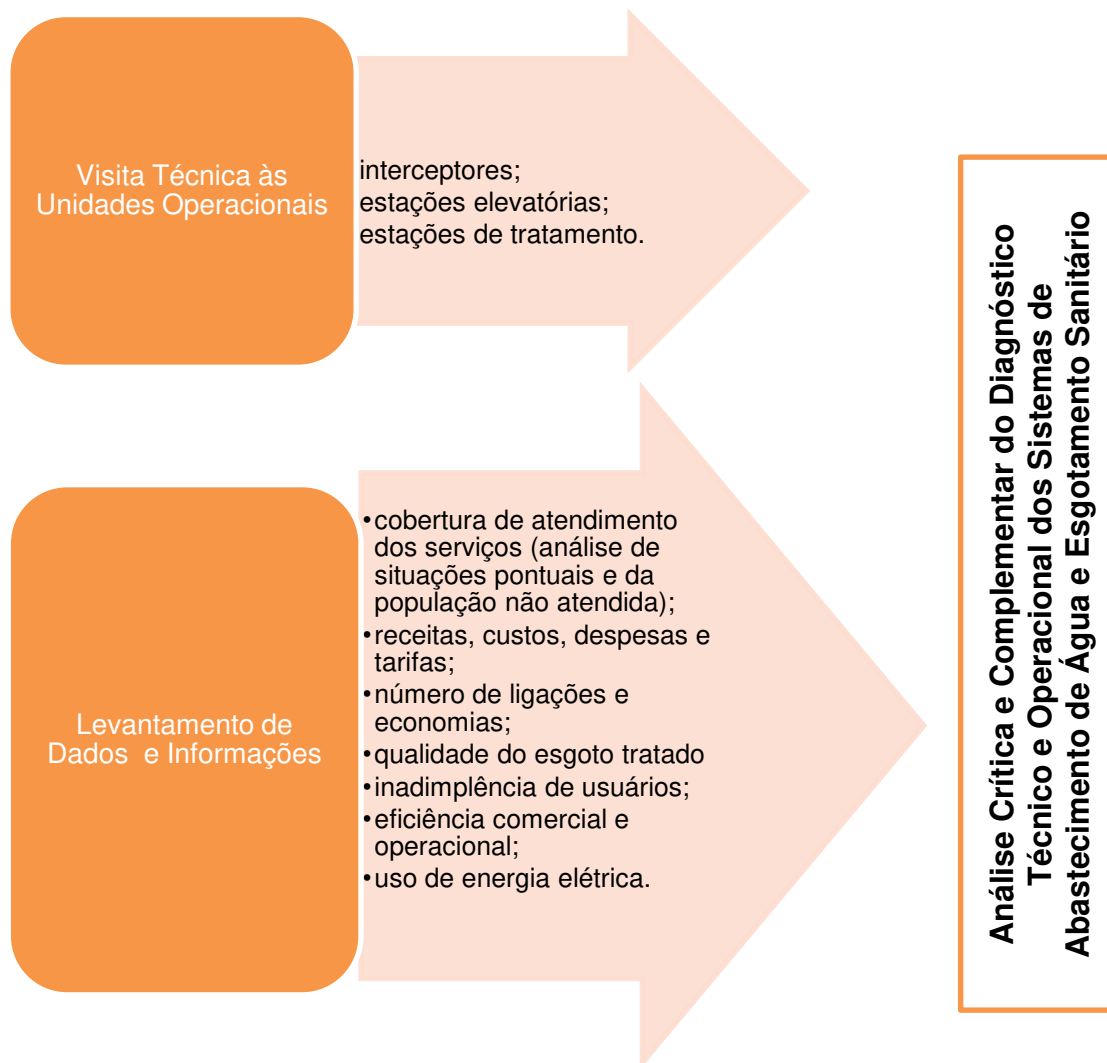 Visita Técnica às
Unidades Operacionais
interceptores;
estações elevatórias;
estações de tratamento.
Levantamento de
Dados e Informações
•cobertura de atendimento
dos serviços (análise de
situações pontuais e da
população não atendida);
•receitas, custos, despesas e
tarifas;
•número de ligações e
economias;
•qualidade do esgoto tratado
•inadimplência de usuários;
•eficiência comercial e
operacional;
•uso de energia elétrica.
Análise Crítica e Complementar do Diagnóstico
Técnico e Operacional dos Sistemas de
Abastecimento de Água e Esgotamento Sanitário